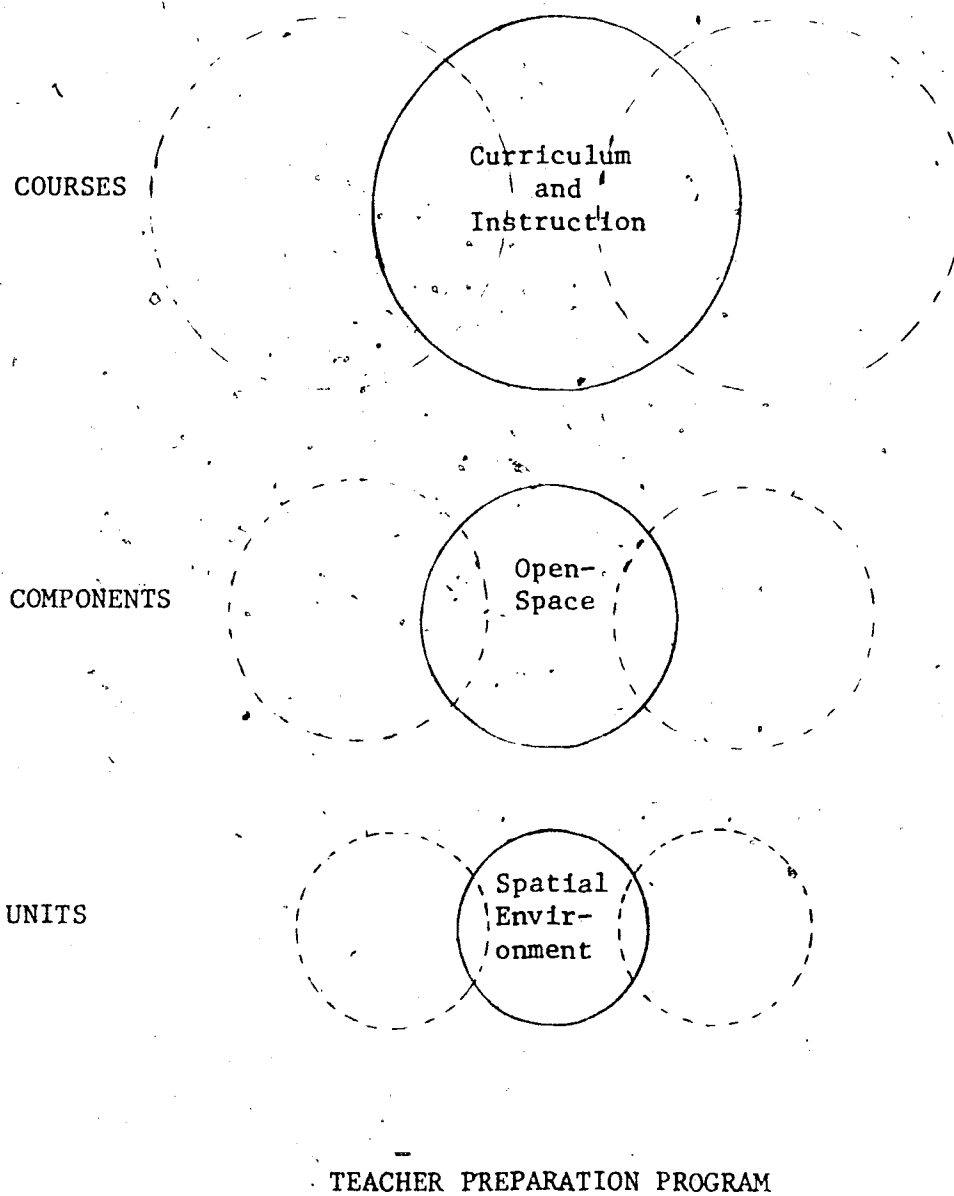 COURSES
Curriculum
and
Instruction
COMPONENTS
Open-
Space
UNITS
Spatial
Envir-
onment
TEACHER PREPARATION PROGRAM